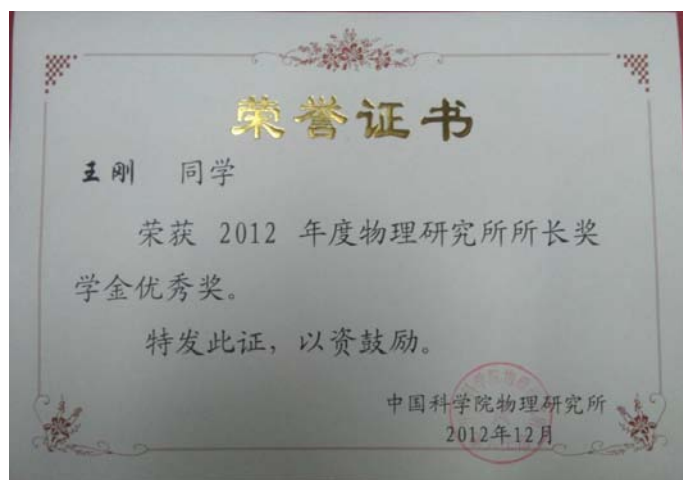 荣誉证书
王刚 同学
荣获 2012 年度物理研究所所长奖
学金优秀奖。
特发此证，以资鼓励。
中国科学院物理研究所
2012年12月